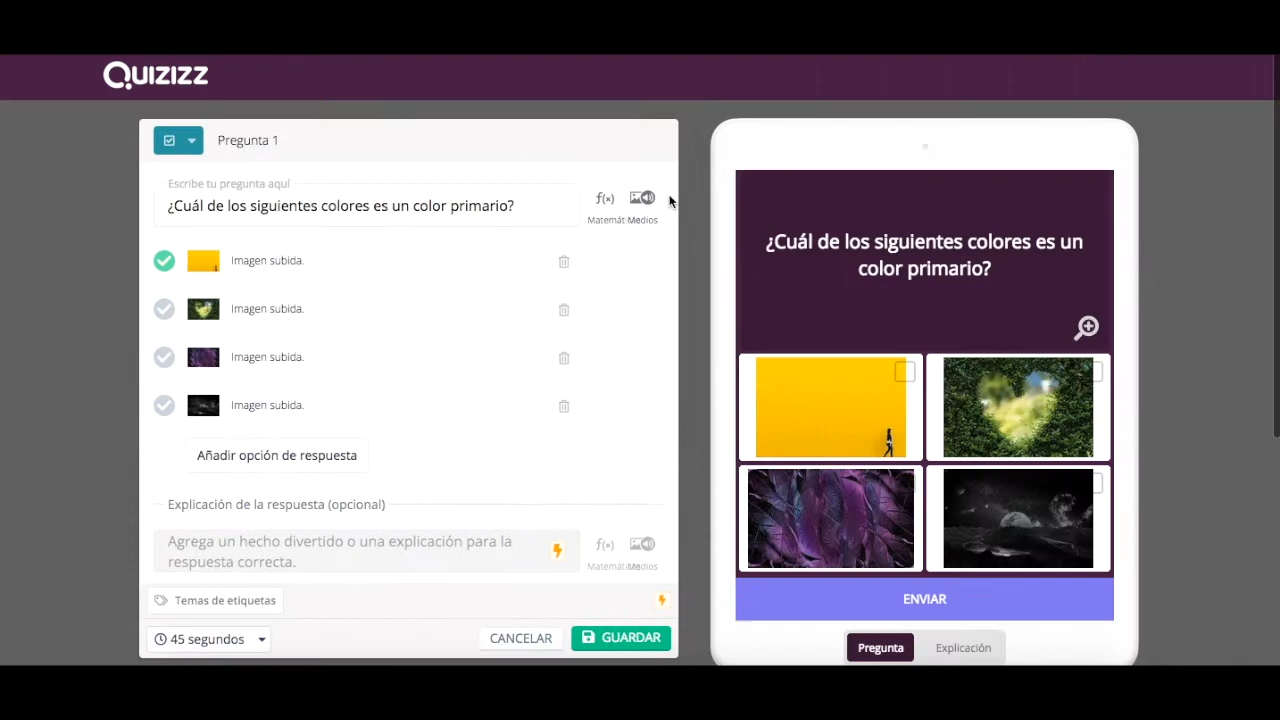 QUIZIZZ
Pregunta 1
Escribe tu pregunta aquí
¿Cuál de los siguientes colores es un color primario?
f(x)
Matemát
Medios
Imagen subida.
Imagen subida.
Imagen subida.
Imagen subida.
Añadir opción de respuesta
Explicación de la respuesta (opcional)
Agrega un hecho divertido o una explicación para la
respuesta correcta.
f(x)
Matemát
Medios
Temas de etiquetas
45 segundos
CANCELAR
GUARDAR
¿Cuál de los siguientes colores es un
color primario?
ENVIAR
Pregunta
Explicación